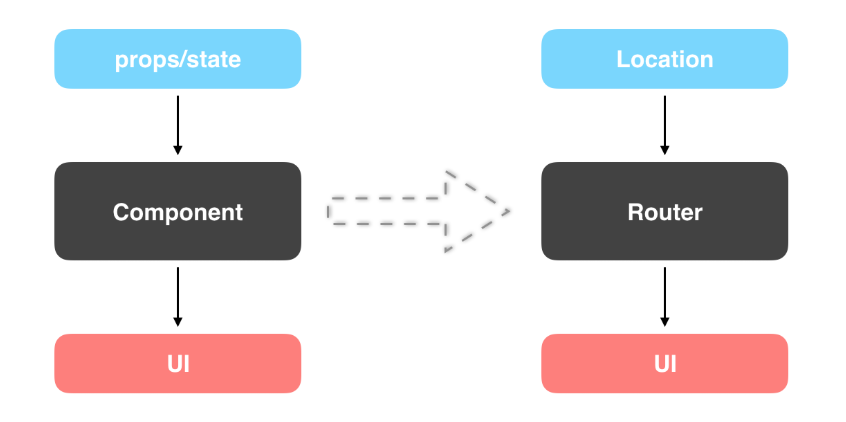 props/state
Component
UI
Location
Router
UI